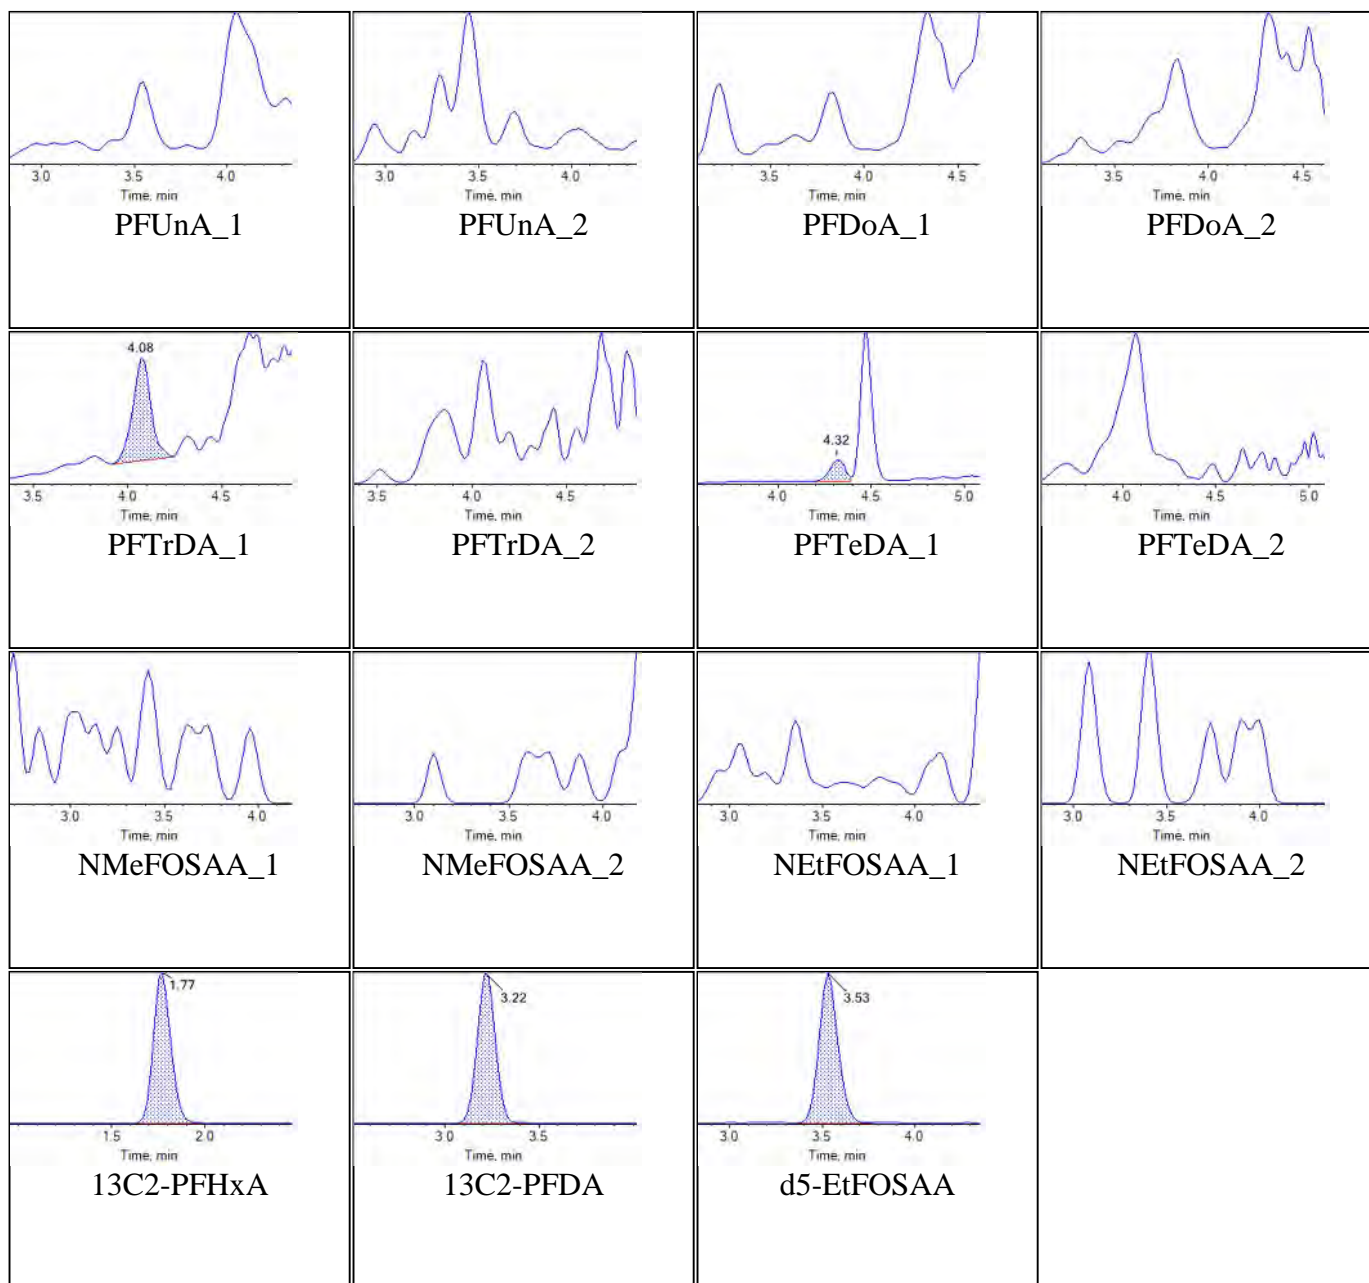 3.0 3.5 4.0
Time, min
PFUnA_1
3.0 3.5 4.0
Time, min
PFUnA_2
3.5 4.0 4.5
Time, min
PFDoA_1
3.5 4.0 4.5
Time, min
PFDoA_2
4.08
3.5 4.0 4.5
Time, min
PFTrDA_1
3.5 4.0 4.5
Time, min
PFTrDA_2
4.32
4.0 4.5 5.0
Time, min
PFTeDA_1
4.0 4.5 5.0
Time, min
PFTeDA_2
3.0 3.5 4.0
Time, min
NMeFOSAA_1
3.0 3.5 4.0
Time, min
NMeFOSAA_2
3.0 3.5 4.0
Time, min
NEtFOSAA_1
3.0 3.5 4.0
Time, min
NEtFOSAA_2
1.77
1.5 2.0
Time, min
13C2-PFHxA
3.22
3.0 3.5
Time, min
13C2-PFDA
3.53
3.0 3.5 4.0
Time, min
d5-EtFOSAA